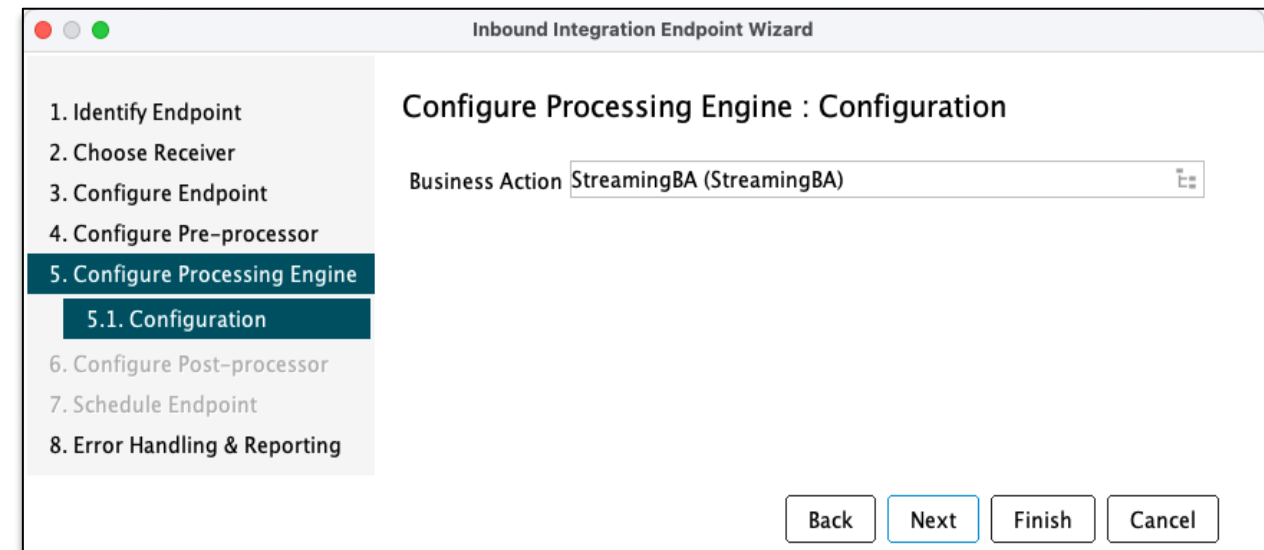 Inbound Integration Endpoint Wizard
1. Identify Endpoint
2. Choose Receiver
3. Configure Endpoint
4. Configure Pre-processor
5. Configure Processing Engine
5.1. Configuration
6. Configure Post-processor
7. Schedule Endpoint
8. Error Handling & Reporting
Configure Processing Engine : Configuration
Business Action StreamingBA (StreamingBA)
Back Next Finish Cancel